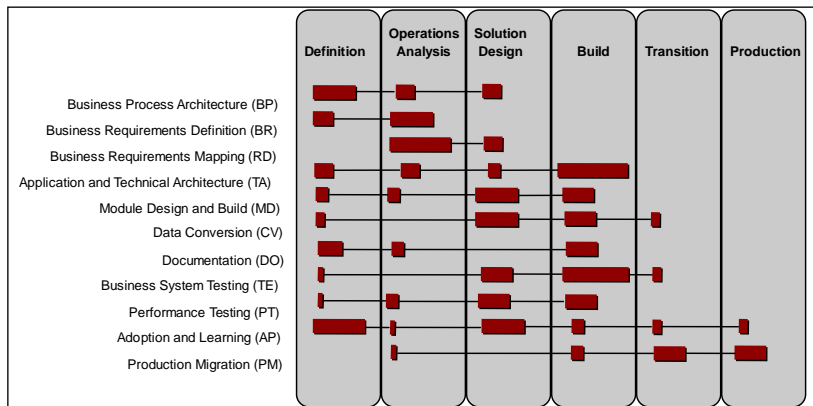 Definition
Operations
Analysis
Solution
Design
Build
Transition
Production
Business Process Architecture (BP)
Business Requirements Definition (BR)
Business Requirements Mapping (RD)
Application and Technical Architecture (TA)
Module Design and Build (MD)
Data Conversion (CV)
Documentation (DO)
Business System Testing (TE)
Performance Testing (PT)
Adoption and Learning (AP)
Production Migration (PM)